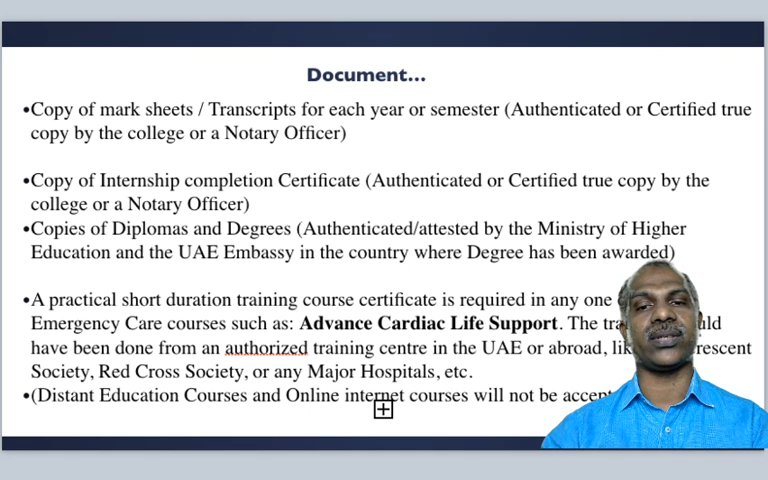 Document...
•Copy of mark sheets / Transcripts for each year or semester (Authenticated or Certified true
copy by the college or a Notary Officer)
•Copy of Internship completion Certificate (Authenticated or Certified true copy by the
college or a Notary Officer)
•Copies of Diplomas and Degrees (Authenticated/attested by the Ministry of Higher
Education and the UAE Embassy in the country where Degree has been awarded)
•A practical short duration training course certificate is required in any one
Emergency Care courses such as: Advance Cardiac Life Support. The
have been done from an authorized training centre in the UAE or abroad,
Society, Red Cross Society, or any Major Hospitals, etc.
•(Distant Education Courses and Online internet courses will not be